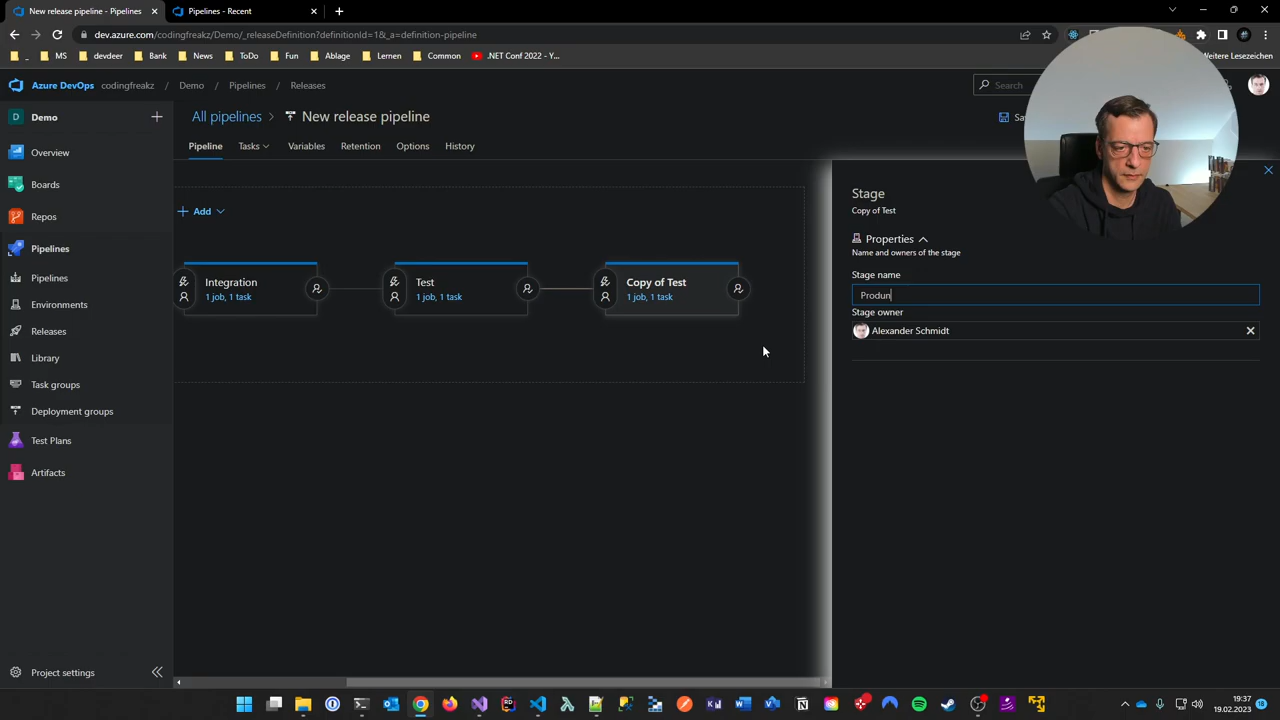 New release pipeline - Pipelines
Pipelines - Recent
dev.azure.com/codingfreakz/Demo/_releaseDefinition?definitionId=1&_a=definition-pipeline
_ MS devdeer Bank News ToDo Fun Ablage Lernen Common .NET Conf 2022 - Y... Weitere Lesezeichen
Azure DevOps codingfreakz / Demo / Pipelines / Releases
Search
D Demo
All pipelines > New release pipeline
Pipeline Tasks Variables Retention Options History
Overview
Boards
Repos
Pipelines
Pipelines
Environments
Releases
Library
Task groups
Deployment groups
Test Plans
Artifacts
Project settings
+ Add
Integration
1 job, 1 task
Test
1 job, 1 task
Copy of Test
1 job, 1 task
Stage
Copy of Test
Properties
Name and owners of the stage
Stage name
Produn
Stage owner
Alexander Schmidt
19:37
19.02.2023